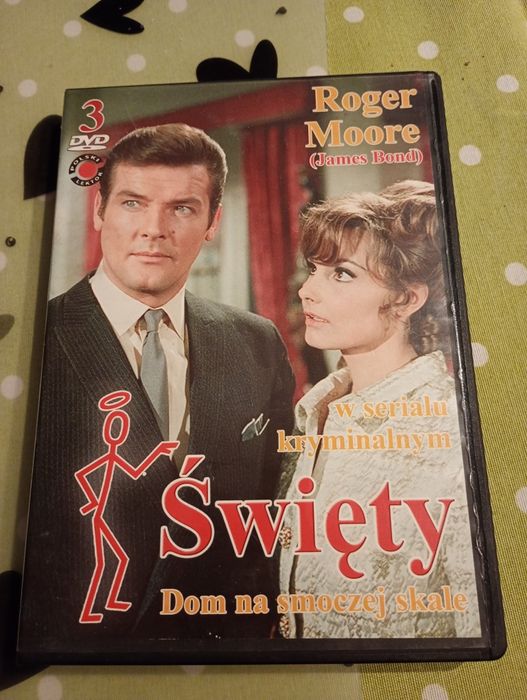 3
DVD
POLSKI
LEKTOR
Roger
Moore
(James Bond)
w serialu
kryminalnym
Święty
Dom na smoczej skale